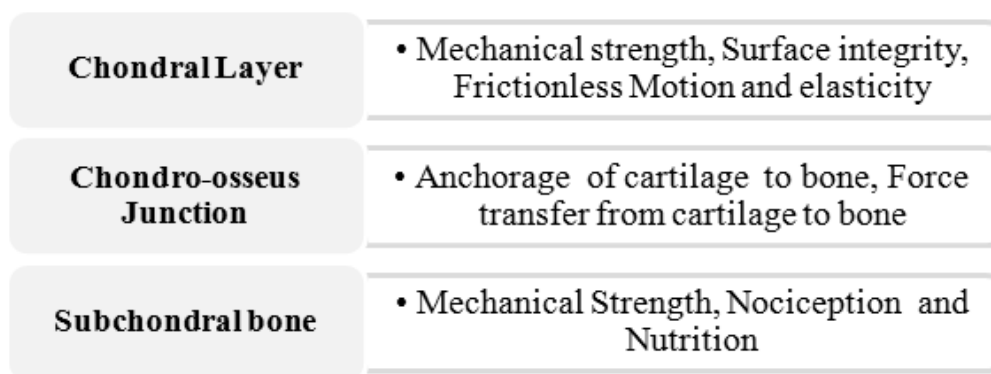 Chondral Layer
• Mechanical strength, Surface integrity,
Frictionless Motion and elasticity
Chondro-osseus
Junction
• Anchorage of cartilage to bone, Force
transfer from cartilage to bone
Subchondral bone
• Mechanical Strength, Nociception and
Nutrition